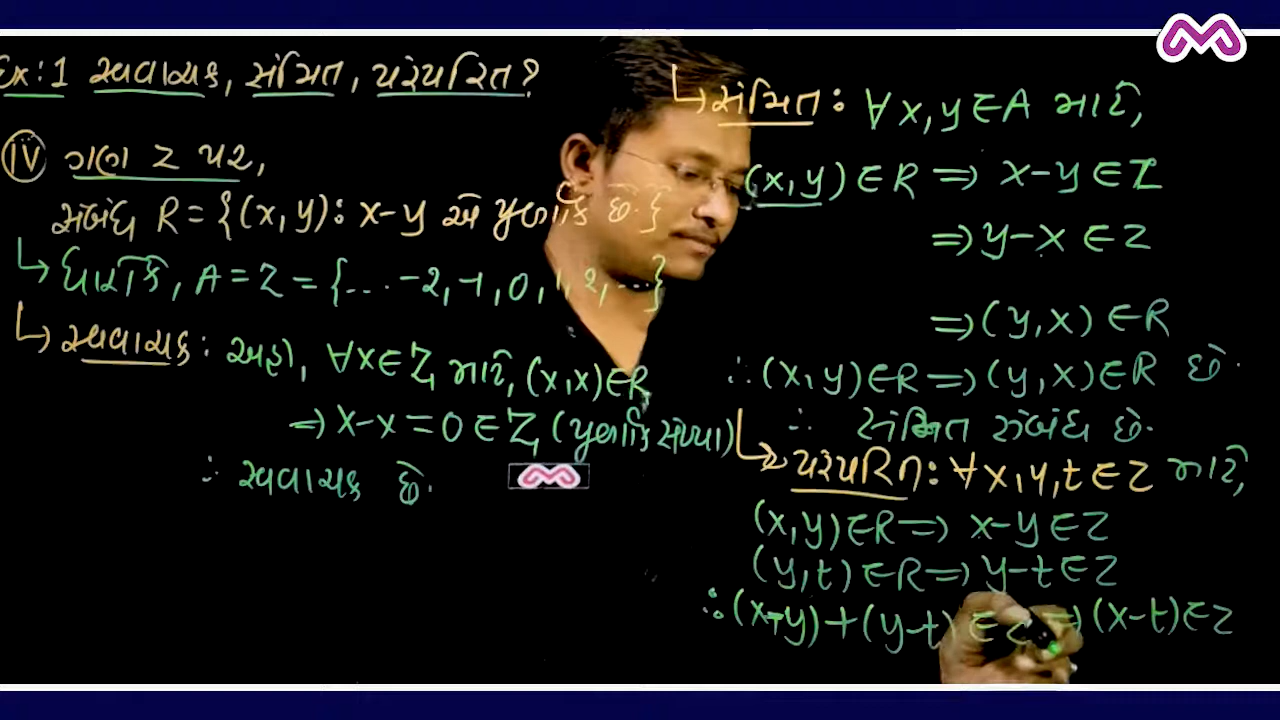 Ex:1 સ્વવાચક, સંમિત, પરંપરિત?
(iv) ગણ Z પર,
સંબંધ R = {(x,y): x-y એ પૂર્ણાંક છે.}
↳ ધારો કે, A = Z = {... -2, -1, 0, 1, 2, ...}
↳ સ્વવાચક: અહીં, ∀x∈Z, માટે, (x,x)∈R
⇒ x-x = 0 ∈ Z, (પૂર્ણાંક સંખ્યા)
∴ સ્વવાચક છે.
↳ સંમિત: ∀x,y∈A માટે,
(x,y)∈R ⇒ x-y∈Z
⇒ y-x ∈ Z
⇒ (y,x) ∈R
∴ (x,y)∈R ⇒ (y,x)∈R છે.
∴ સંમિત સંબંધ છે.
↳ પરંપરિત: ∀x,y,t∈Z માટે,
(x,y)∈R ⇒ x-y∈Z
(y,t)∈R ⇒ y-t∈Z
∴ (x-y)+(y-t) ∈Z ⇒ (x-t)∈Z